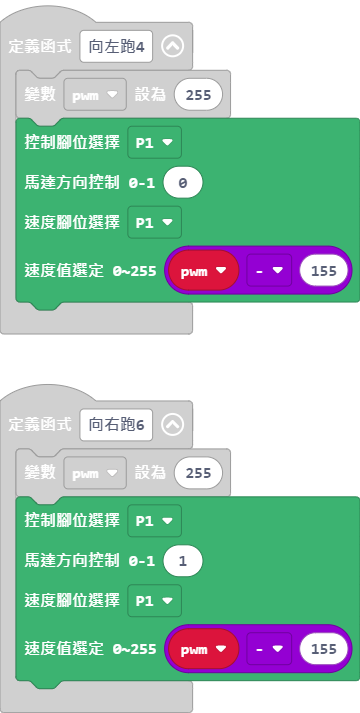 定義函式 向左跑4
變數 pwm 設為 255
控制腳位選擇 P1
馬達方向控制 0-1 0
速度腳位選擇 P1
速度值選定 0~255 pwm - 155
定義函式 向右跑6
變數 pwm 設為 255
控制腳位選擇 P1
馬達方向控制 0-1 1
速度腳位選擇 P1
速度值選定 0~255 pwm - 155